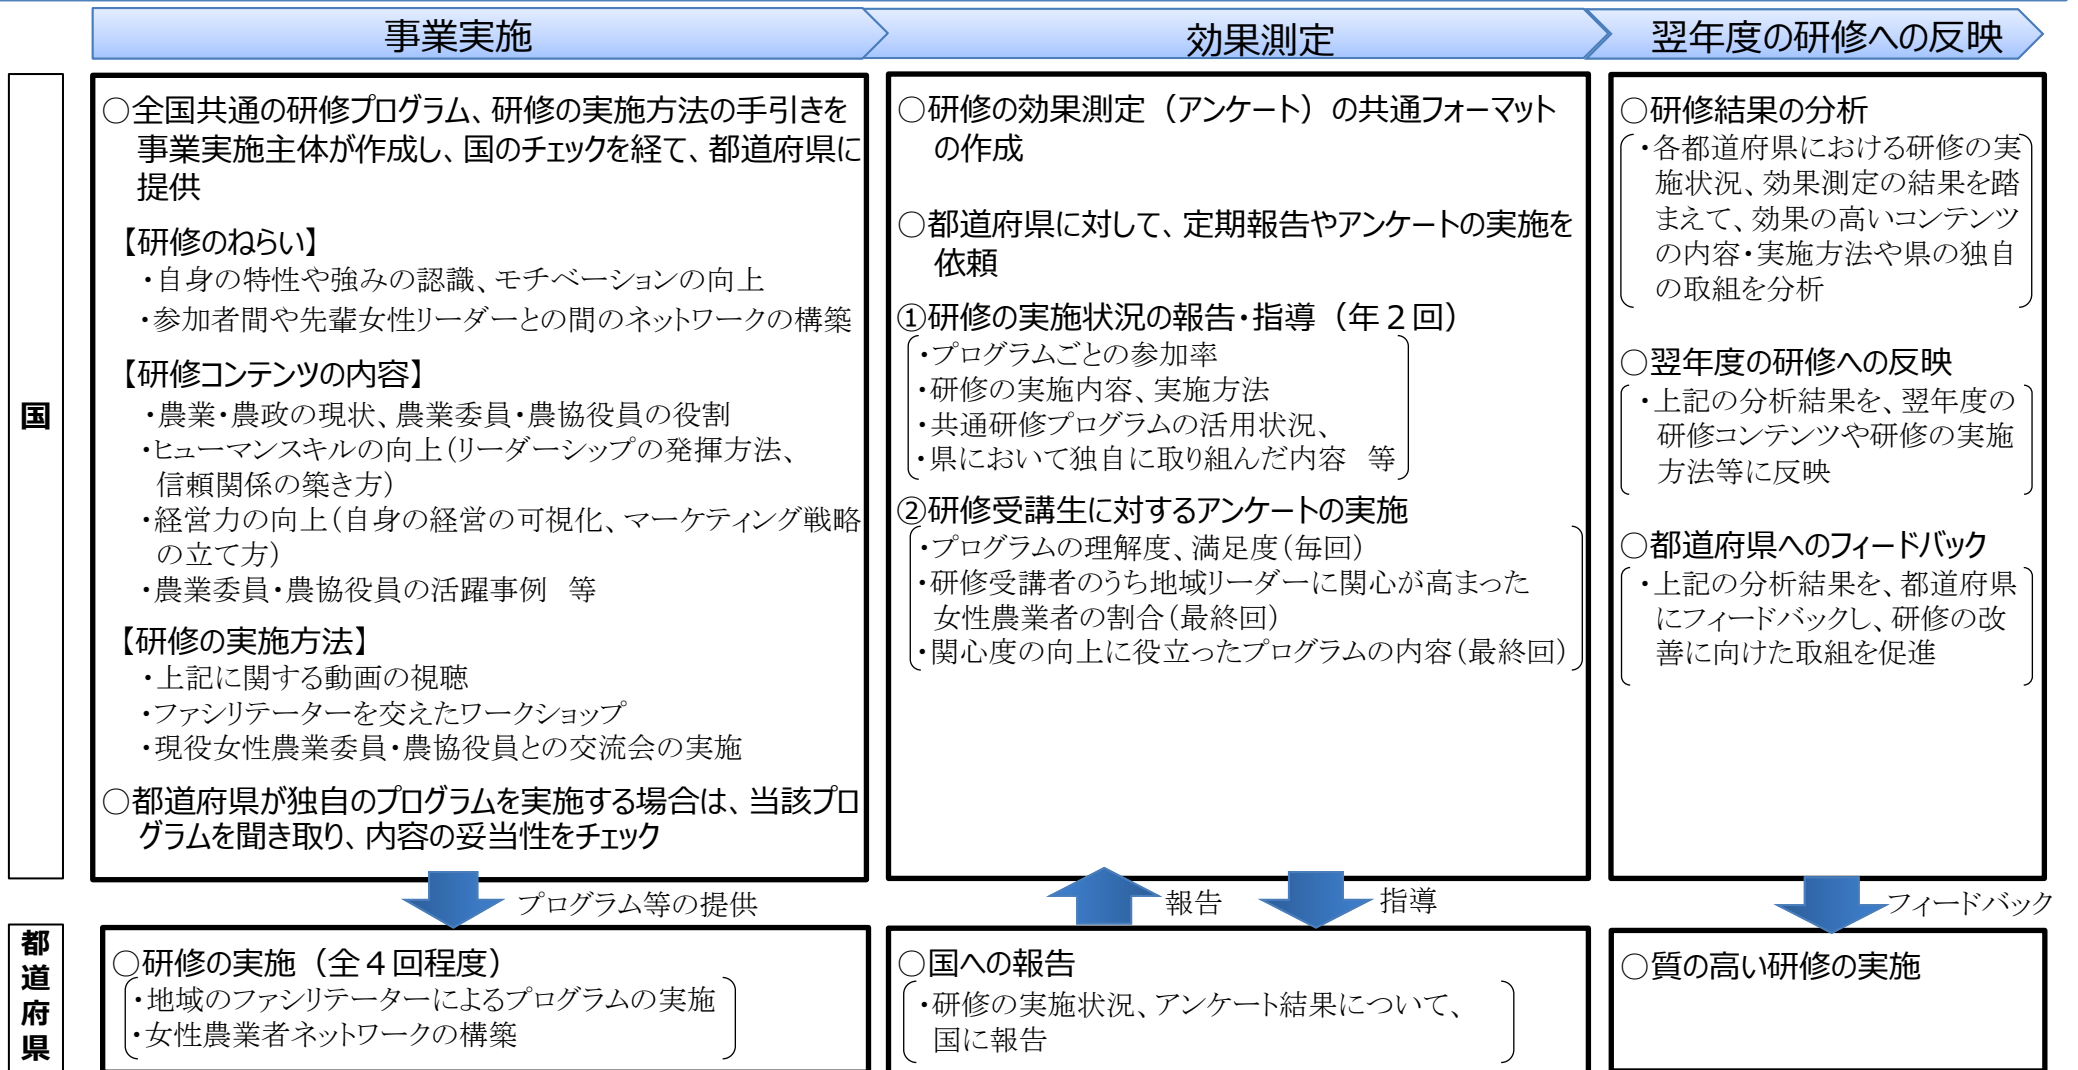 事業実施
効果測定
翌年度の研修への反映
国
○全国共通の研修プログラム、研修の実施方法の手引きを
事業実施主体が作成し、国のチェックを経て、都道府県に
提供
【研修のねらい】
・自身の特性や強みの認識、モチベーションの向上
・参加者間や先輩女性リーダーとの間のネットワークの構築
【研修コンテンツの内容】
・農業・農政の現状、農業委員・農協役員の役割
・ヒューマンスキルの向上（リーダーシップの発揮方法、
信頼関係の築き方）
・経営力の向上（自身の経営の可視化、マーケティング戦略
の立て方）
・農業委員・農協役員の活躍事例　等
【研修の実施方法】
・上記に関する動画の視聴
・ファシリテーターを交えたワークショップ
・現役女性農業委員・農協役員との交流会の実施
○都道府県が独自のプログラムを実施する場合は、当該プロ
グラムを聞き取り、内容の妥当性をチェック
○研修の効果測定（アンケート）の共通フォーマット
の作成
○都道府県に対して、定期報告やアンケートの実施を
依頼
①研修の実施状況の報告・指導（年２回）
・プログラムごとの参加率
・研修の実施内容、実施方法
・共通研修プログラムの活用状況、
・県において独自に取り組んだ内容　等
②研修受講生に対するアンケートの実施
・プログラムの理解度、満足度（毎回）
・研修受講者のうち地域リーダーに関心が高まった
女性農業者の割合（最終回）
・関心度の向上に役立ったプログラムの内容（最終回）
○研修結果の分析
・各都道府県における研修の実
施状況、効果測定の結果を踏
まえて、効果の高いコンテンツ
の内容・実施方法や県の独自
の取組を分析
○翌年度の研修への反映
・上記の分析結果を、翌年度の
研修コンテンツや研修の実施
方法等に反映
○都道府県へのフィードバック
・上記の分析結果を、都道府県
にフィードバックし、研修の改
善に向けた取組を促進
プログラム等の提供
報告
指導
フィードバック
都
道
府
県
○研修の実施（全４回程度）
・地域のファシリテーターによるプログラムの実施
・女性農業者ネットワークの構築
○国への報告
・研修の実施状況、アンケート結果について、
国に報告
○質の高い研修の実施